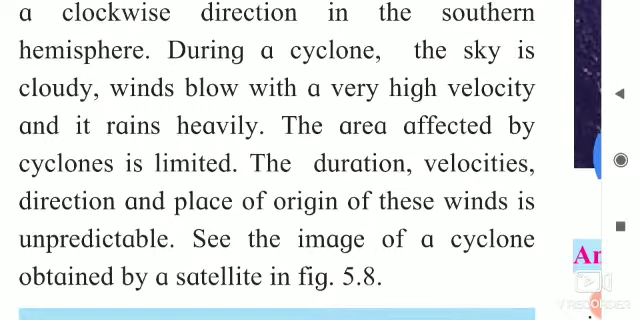 a clockwise direction in the southern
hemisphere. During a cyclone, the sky is
cloudy, winds blow with a very high velocity
and it rains heavily. The area affected by
cyclones is limited. The duration, velocities,
direction and place of origin of these winds is
unpredictable. See the image of a cyclone
obtained by a satellite in fig. 5.8.
Ar
V RECORDER